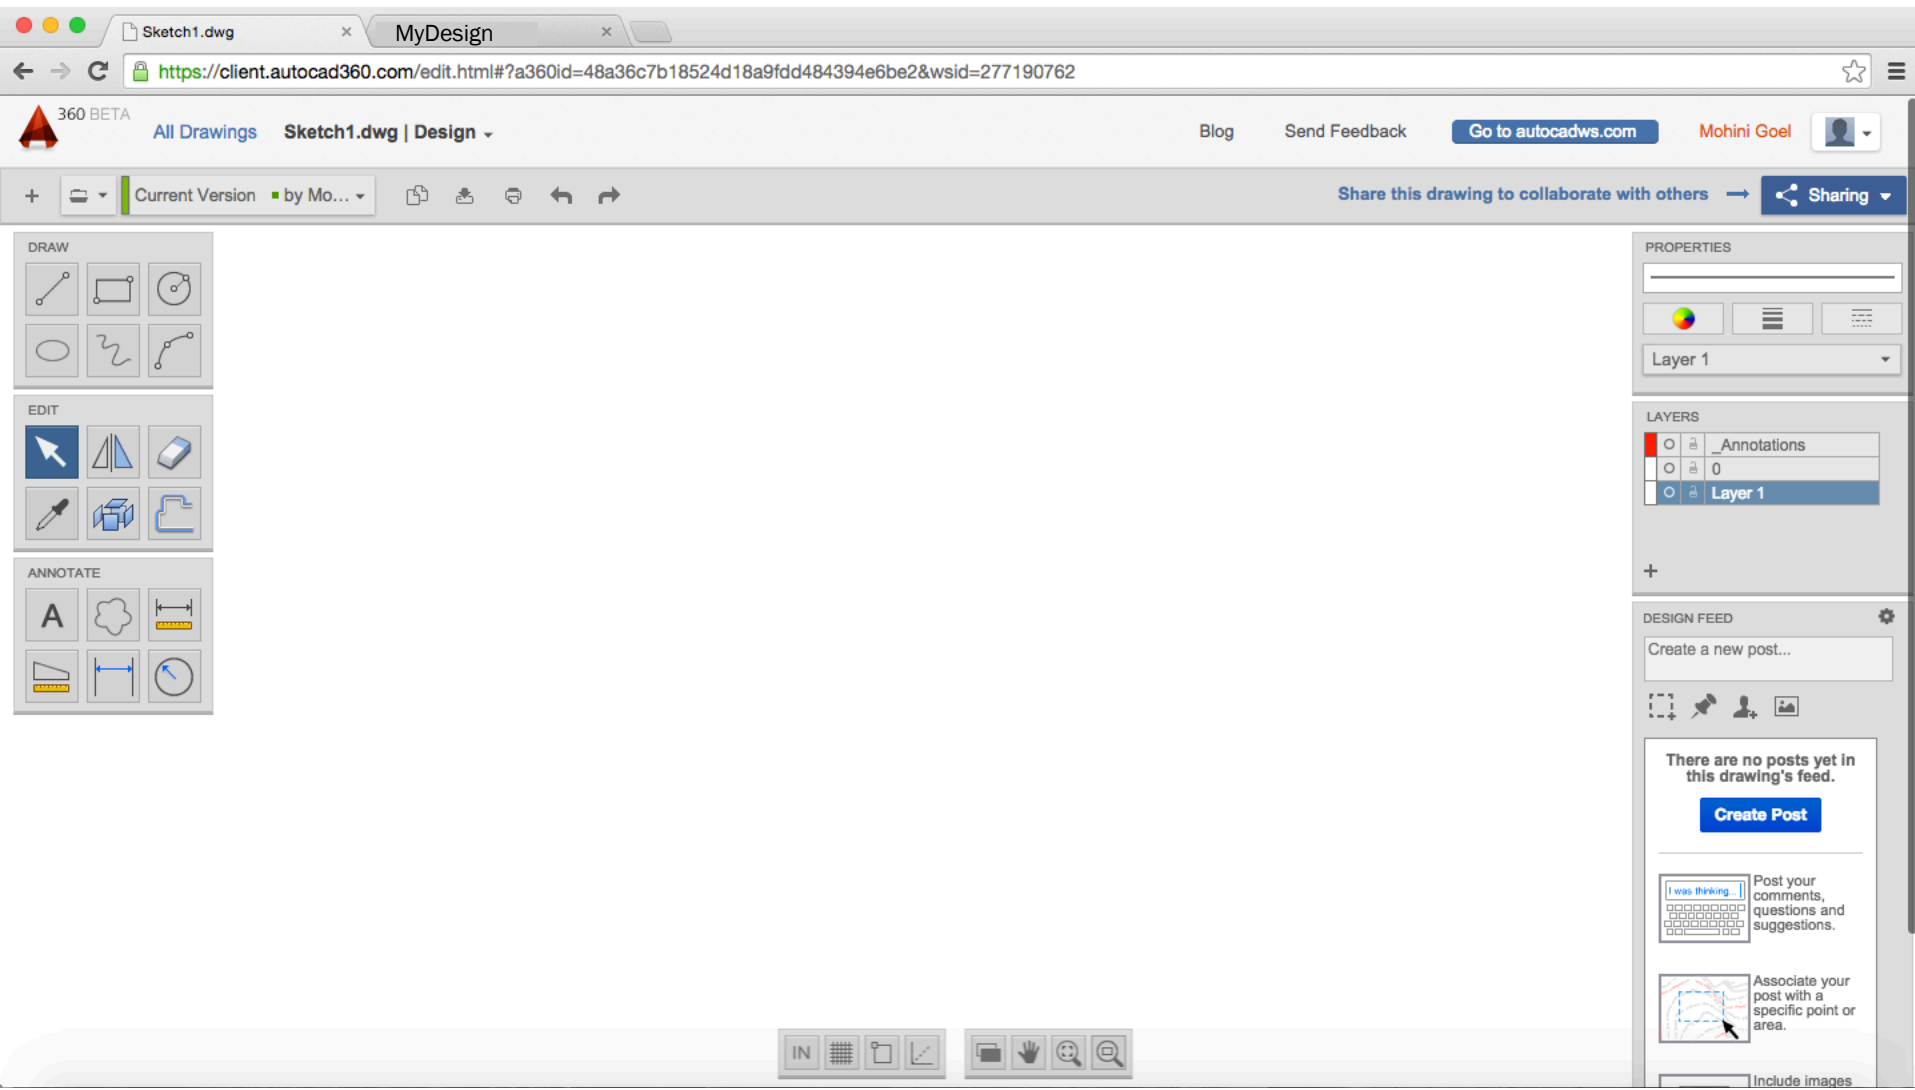 Sketch1.dwg
MyDesign
https://client.autocad360.com/edit.html#?a360id=48a36c7b18524d18a9fdd484394e6be2&wsid=277190762
360 BETA
All Drawings
Sketch1.dwg | Design
Blog
Send Feedback
Go to autocadws.com
Mohini Goel
Current Version
by Mo...
Share this drawing to collaborate with others
Sharing
DRAW
EDIT
ANNOTATE
A
PROPERTIES
Layer 1
LAYERS
_Annotations
0
Layer 1
DESIGN FEED
Create a new post...
There are no posts yet in
this drawing's feed.
Create Post
I was thinking...
Post your
comments,
questions and
suggestions.
Associate your
post with a
specific point or
area.
Include images
IN